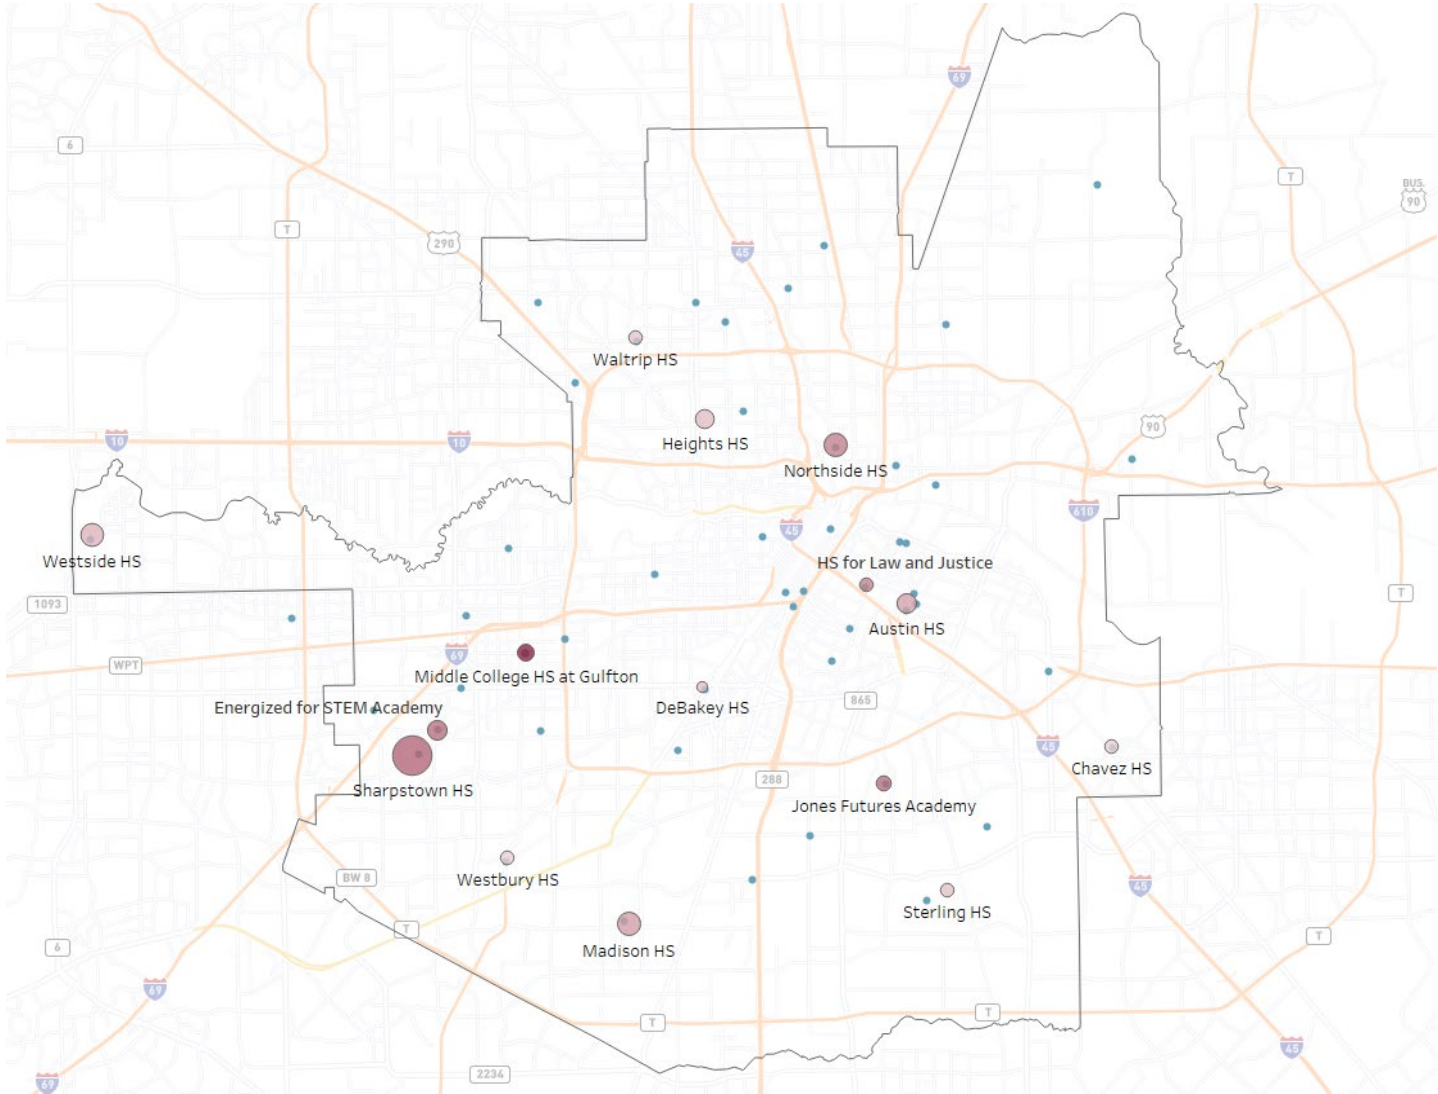 69
6
T
BUS.
90
290
45
Waltrip HS
10
10
Heights HS
90
Northside HS
610
45
Westside HS
HS for Law and Justice
1093
T
Austin HS
69
WPT
Middle College HS at Gulfton
Energized for STEM Academy
DeBakey HS
865
45
Chavez HS
Sharpstown HS
288
Jones Futures Academy
Westbury HS
BW 8
45
Sterling HS
T
T
6
Madison HS
69
T
T
45
2234
69